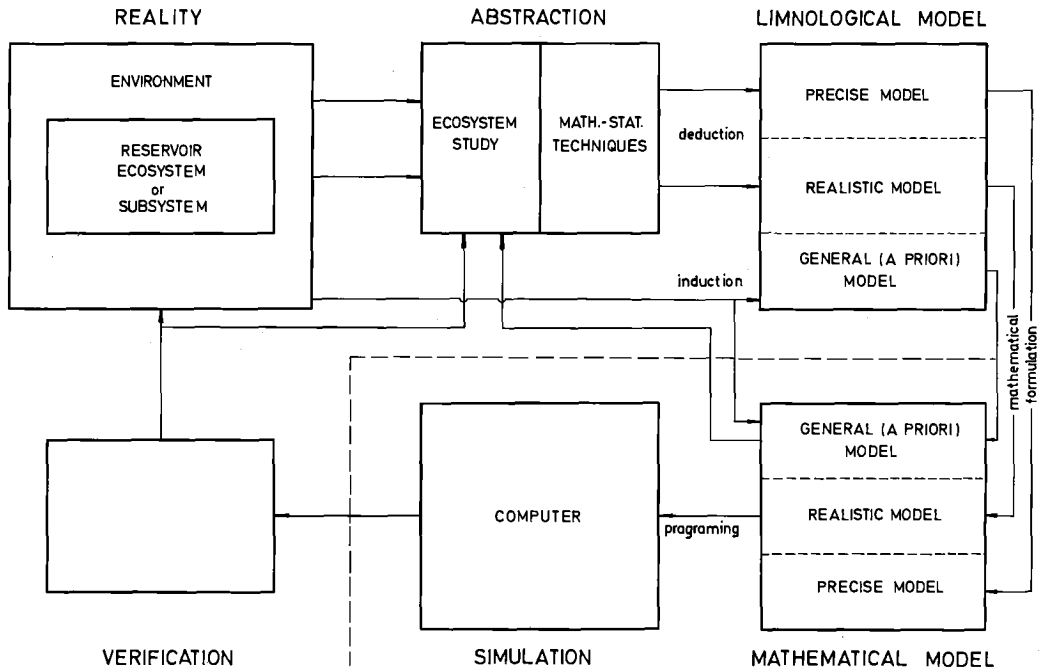 REALITY
ABSTRACTION
LIMNOLOGICAL MODEL
ENVIRONMENT
RESERVOIR
ECOSYSTEM
or
SUBSYSTEM
ECOSYSTEM
STUDY
MATH.-STAT.
TECHNIQUES
deduction
PRECISE MODEL
REALISTIC MODEL
GENERAL (A PRIORI)
MODEL
induction
mathematical
formulation
GENERAL (A PRIORI)
MODEL
REALISTIC MODEL
PRECISE MODEL
COMPUTER
praograming
VERIFICATION
SIMULATION
MATHEMATICAL MODEL